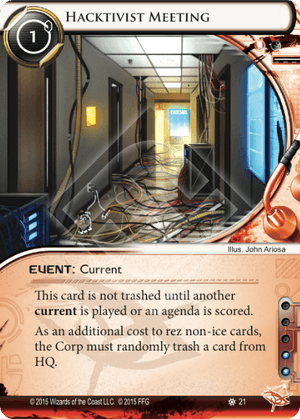 HACKTIVIST MEETING
1
Illus. John Ariosa
EVENT: Current
This card is not trashed until another
current is played or an agenda is scored.
As an additional cost to rez non-ice cards,
the Corp must randomly trash a card from
HQ.
© 2015 Wizards of the Coast LLC. © 2015 FFG
21